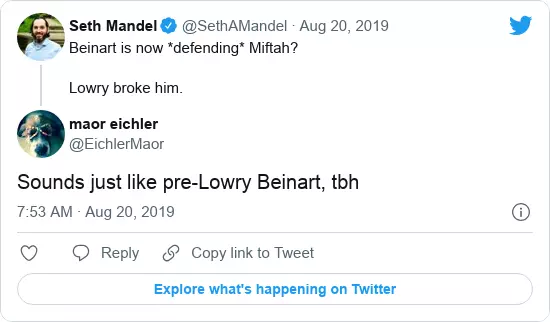 Seth Mandel @SethAMandel · Aug 20, 2019
Beinart is now *defending* Miftah?
Lowry broke him.
maor eichler
@EichlerMaor
Sounds just like pre-Lowry Beinart, tbh
7:53 AM · Aug 20, 2019
Reply Copy link to Tweet
Explore what's happening on Twitter